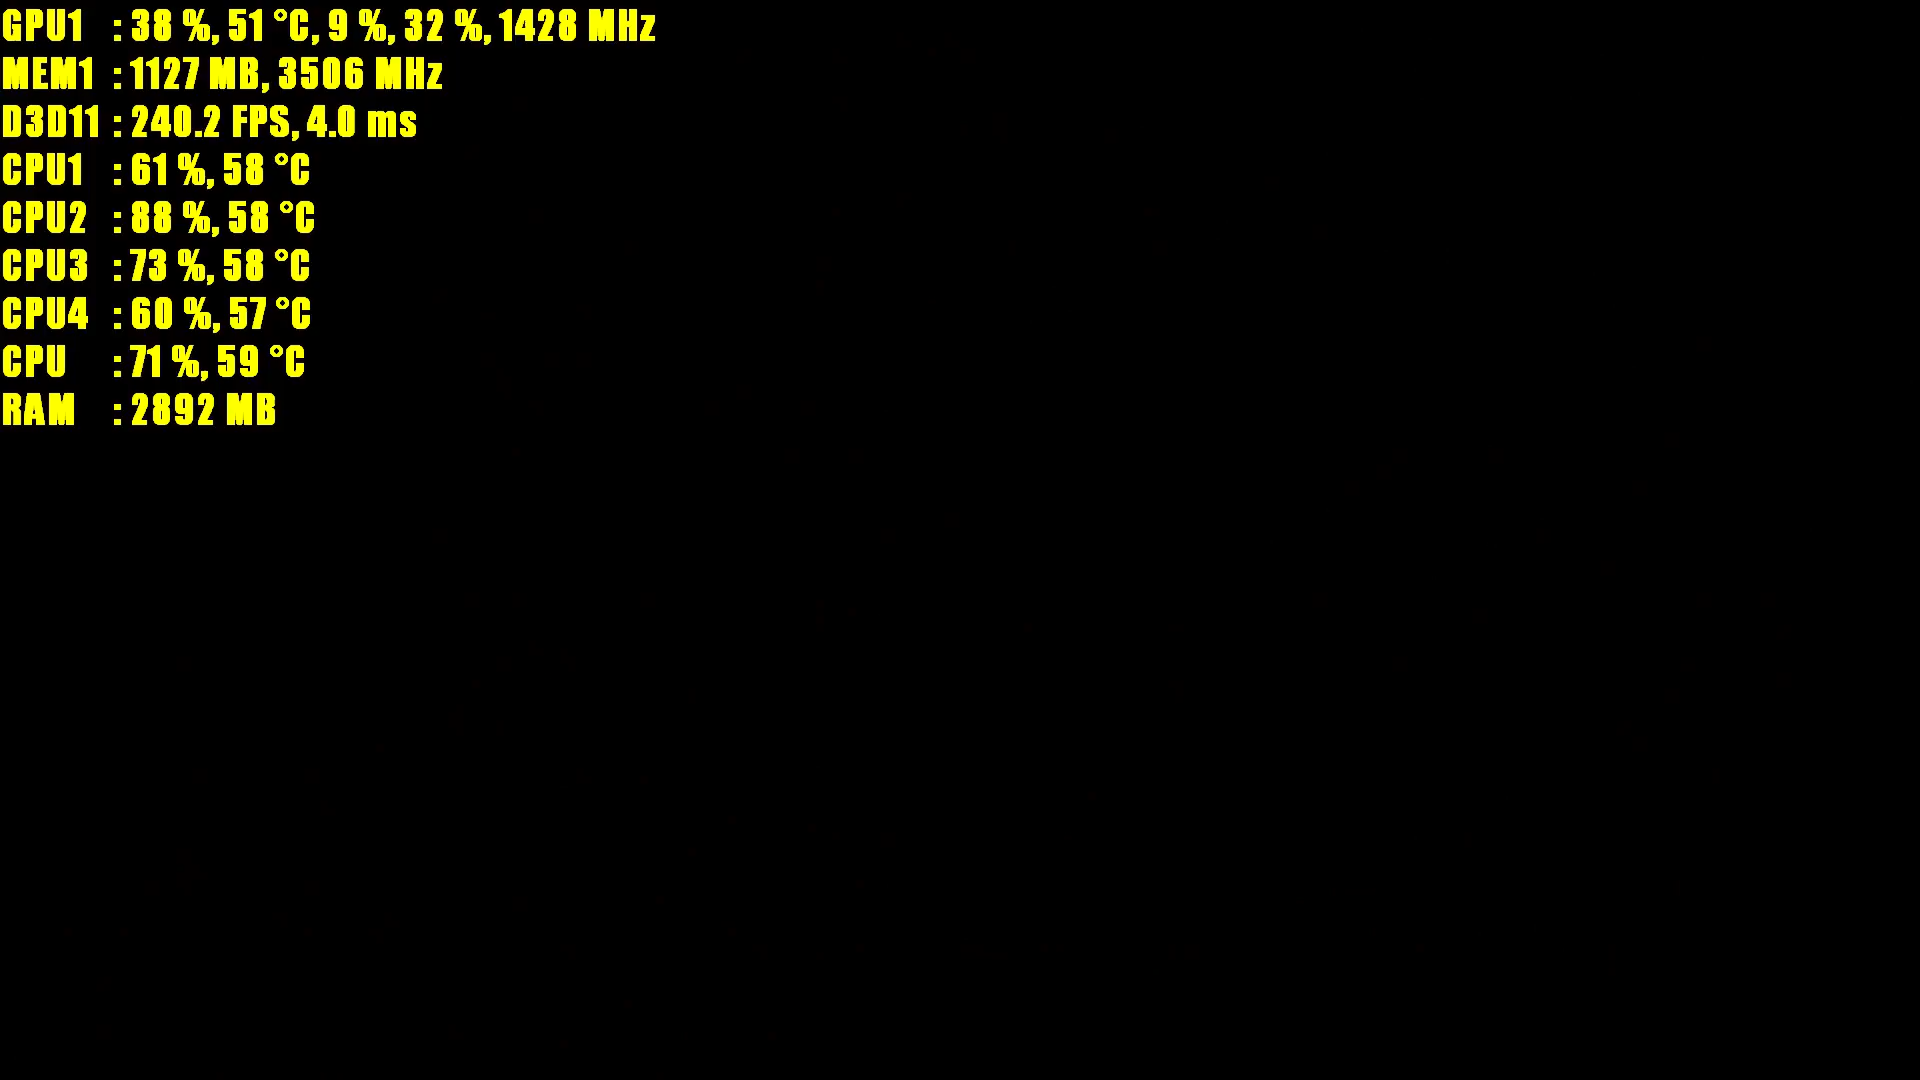 GPU1 : 38 %, 51 °C, 9 %, 32 %, 1428 MHz
MEM1 : 1127 MB, 3506 MHz
D3D11 : 240.2 FPS, 4.0 ms
CPU1 : 61 %, 58 °C
CPU2 : 88 %, 58 °C
CPU3 : 73 %, 58 °C
CPU4 : 60 %, 57 °C
CPU : 71 %, 59 °C
RAM : 2892 MB